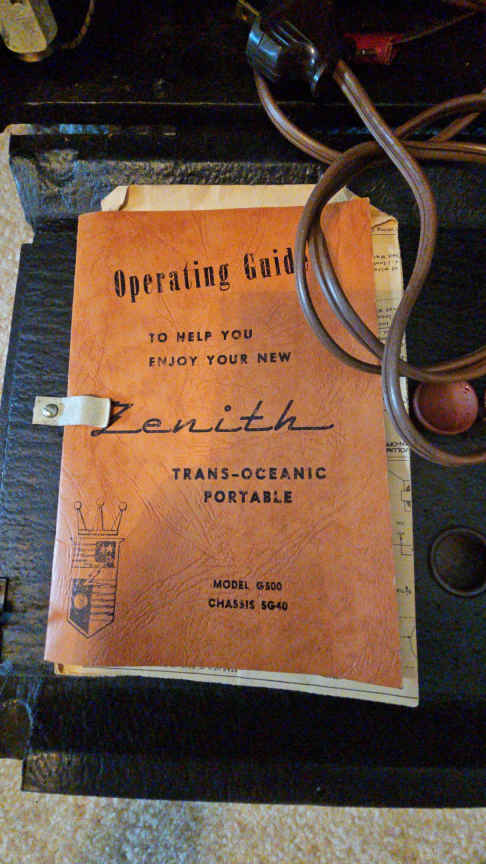 Operating Guide
TO HELP YOU
ENJOY YOUR NEW
Zenith
TRANS-OCEANIC
PORTABLE
MODEL G500
CHASSIS 5G40